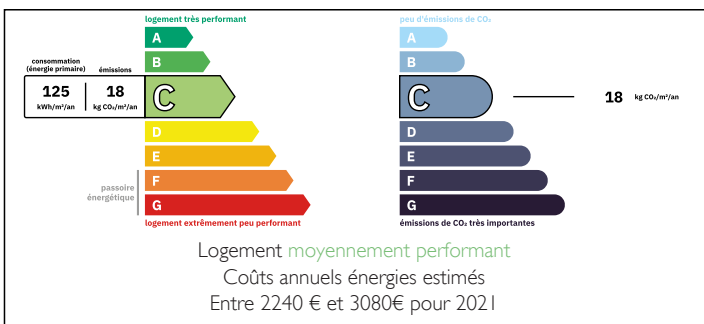 logement très performant
A
B
consommation
(énergie primaire)
émissions
125
kWh/m²/an
18
kg CO₂/m²/an
C
D
E
F
G
passoire
énergétique
logement extrêmement peu performant
peu d'émissions de CO₂
A
B
C
18 kg CO₂/m²/an
D
E
F
G
émissions de CO₂ très importantes
Logement moyennement performant
Coûts annuels énergies estimés
Entre 2240 € et 3080€ pour 2021